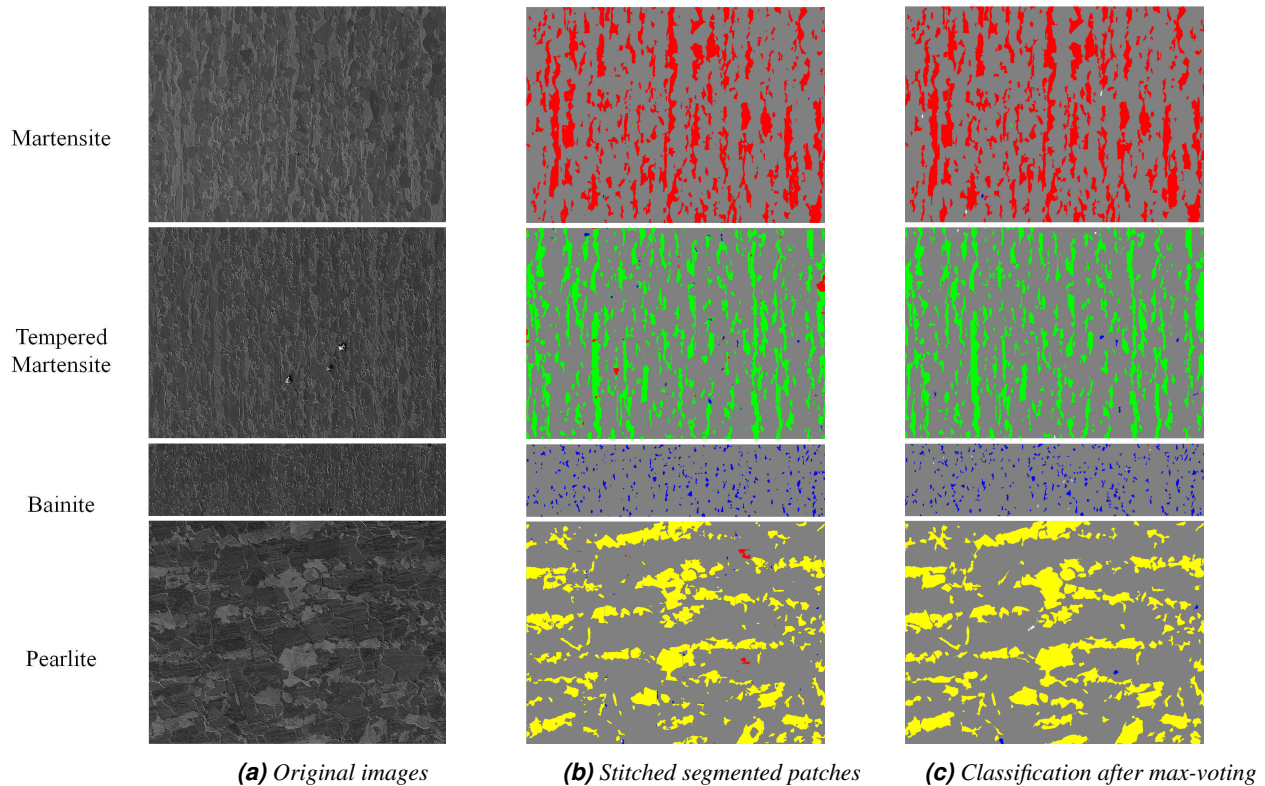 Martensite
Tempered
Martensite
Bainite
Pearlite
(a) Original images
(b) Stitched segmented patches
(c) Classification after max-voting